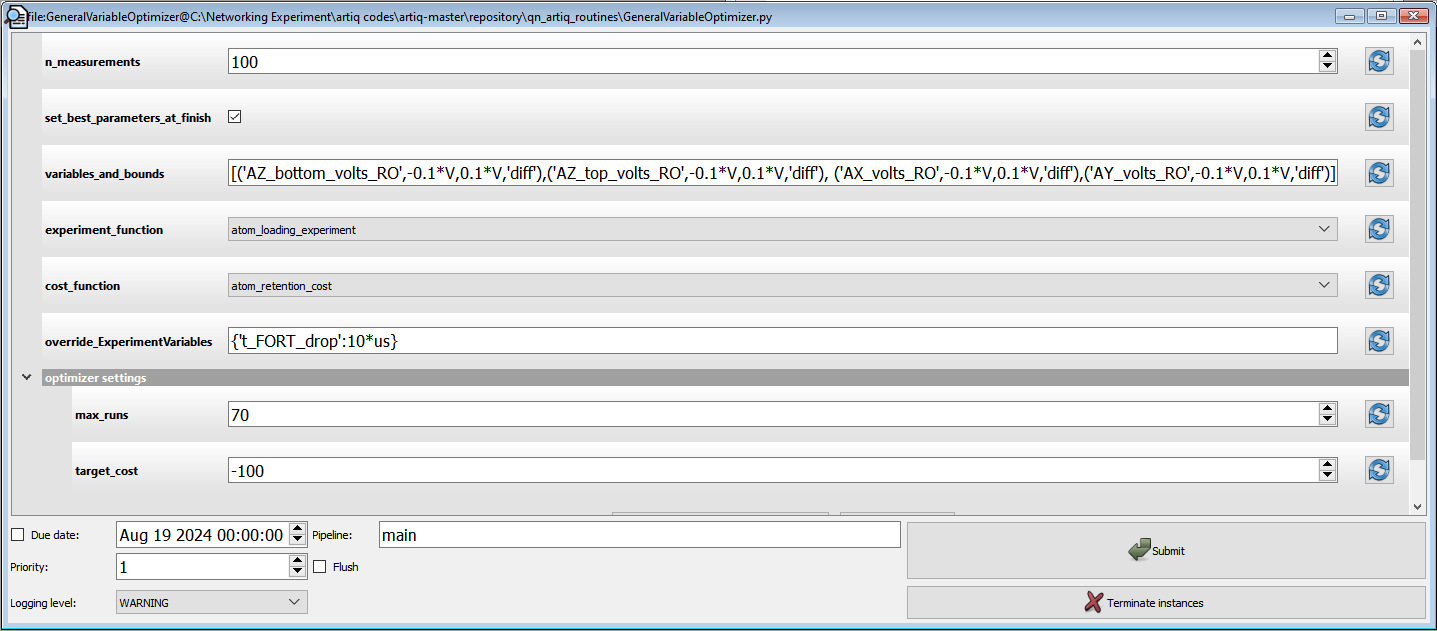 file:GeneralVariableOptimizer@C:\Networking Experiment\artiq codes\artiq-master\repository\qn_artiq_routines\GeneralVariableOptimizer.py
n_measurements 100
set_best_parameters_at_finish
variables_and_bounds [('AZ_bottom_volts_RO',-0.1*V,0.1*V,'diff'),('AZ_top_volts_RO',-0.1*V,0.1*V,'diff'), ('AX_volts_RO',-0.1*V,0.1*V,'diff'),('AY_volts_RO',-0.1*V,0.1*V,'diff')]
experiment_function atom_loading_experiment
cost_function atom_retention_cost
override_ExperimentVariables {'t_FORT_drop':10*us}
optimizer settings
max_runs 70
target_cost -100
Due date: Aug 19 2024 00:00:00 Pipeline: main
Submit
Priority: 1 Flush
Logging level: WARNING
Terminate instances